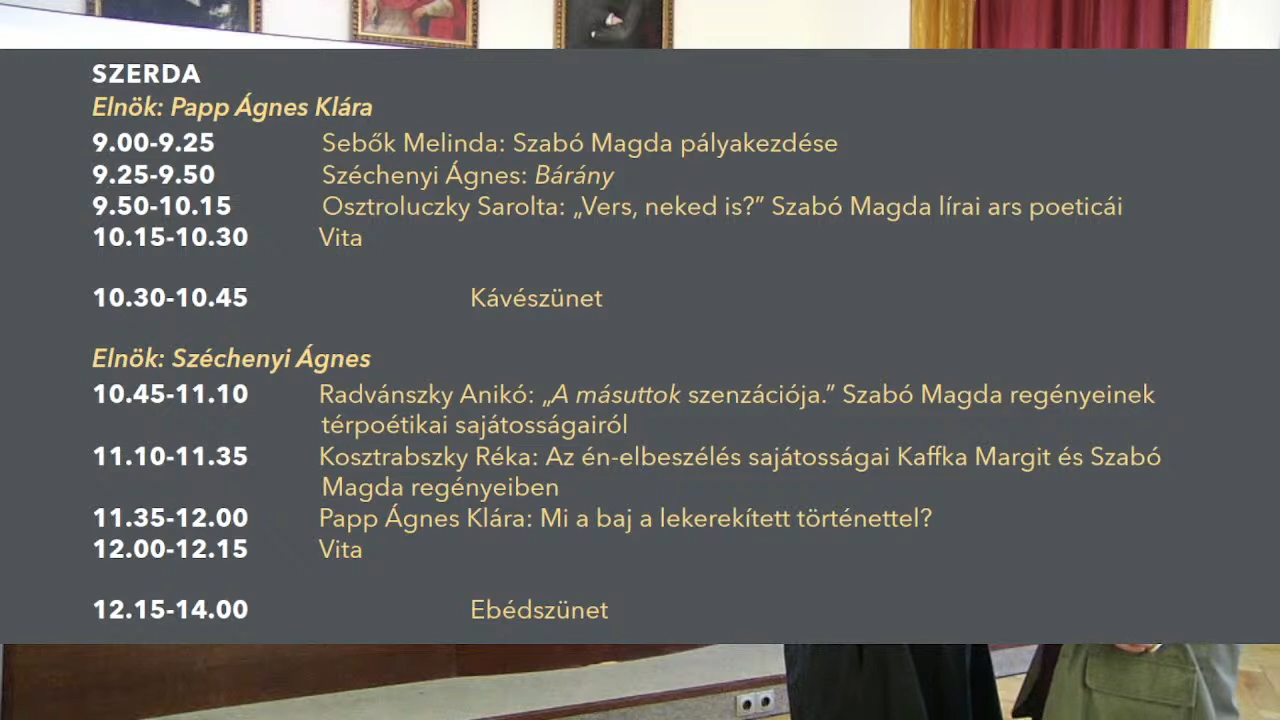 SZERDA
Elnök: Papp Ágnes Klára
9.00-9.25 Sebők Melinda: Szabó Magda pályakezdése
9.25-9.50 Széchenyi Ágnes: Bárány
9.50-10.15 Osztroluczky Sarolta: „Vers, neked is?” Szabó Magda lírai ars poeticái
10.15-10.30 Vita
10.30-10.45 Kávészünet
Elnök: Széchenyi Ágnes
10.45-11.10 Radvánszky Anikó: „A másuttok szenzációja.” Szabó Magda regényeinek
térpoétikai sajátosságairól
11.10-11.35 Kosztrabszky Réka: Az én-elbeszélés sajátosságai Kaffka Margit és Szabó
Magda regényeiben
11.35-12.00 Papp Ágnes Klára: Mi a baj a lekerekített történettel?
12.00-12.15 Vita
12.15-14.00 Ebédszünet